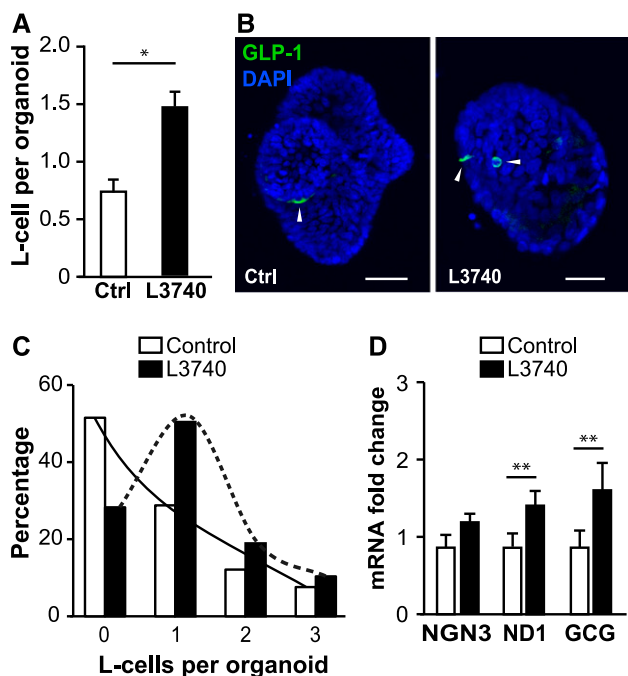 A
L-cell per organoid
2.0
1.5
1.0
0.5
0
*
Ctrl
L3740
B
GLP-1
DAPI
Ctrl
L3740
C
Control
L3740
Percentage
60
40
20
0
0
1
2
3
L-cells per organoid
D
Control
L3740
mRNA fold change
3
2
1
0
**
**
NGN3
ND1
GCG